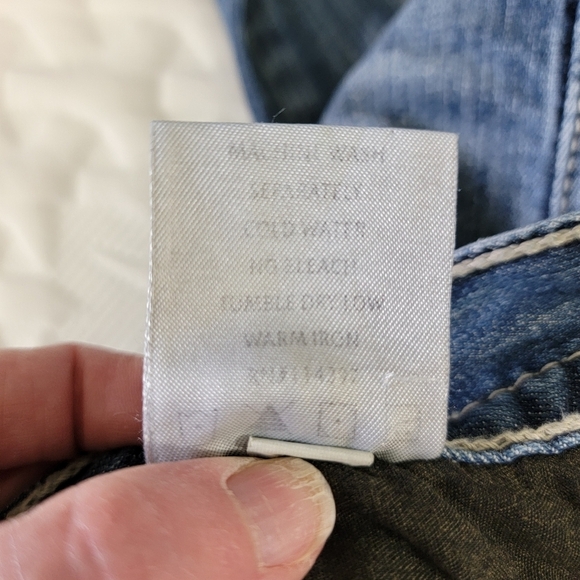 MACHINE WASH
SEPARATELY
COLD WATER
NO BLEACH
TUMBLE DRY LOW
WARM IRON